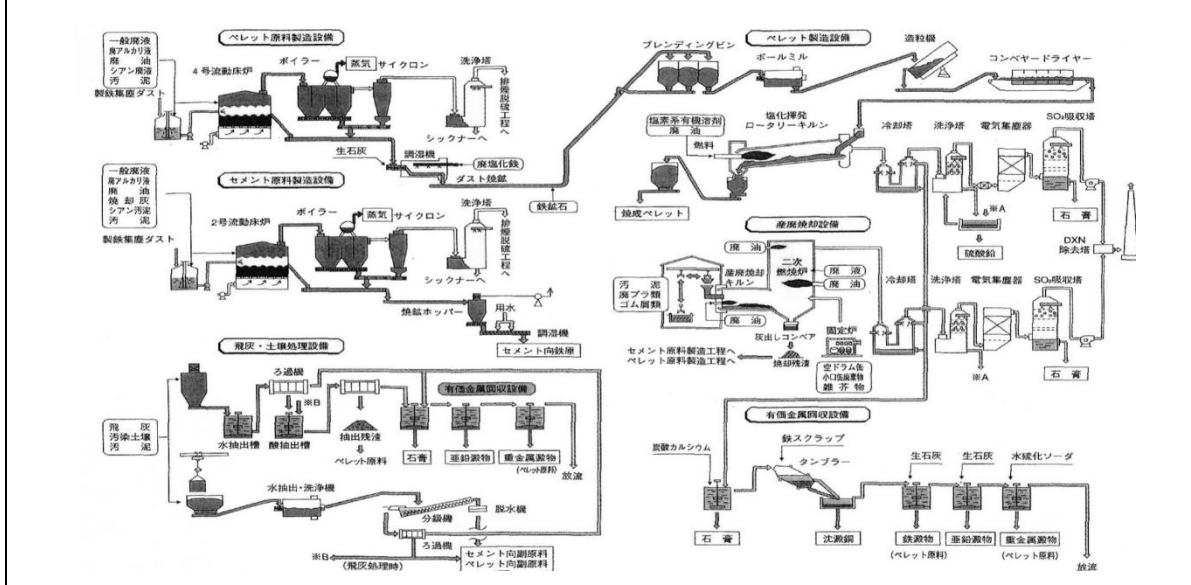 ペレット原料製造設備
一般廃液
廃アルカリ液
廃油
シアン廃液
汚泥
製鉄集塵ダスト
4号流動床炉
ボイラー
蒸気
サイクロン
洗浄塔
排煙脱硫工程へ
シックナーへ
生石灰
調湿機
廃塩化鉄
ダスト焼鉱
鉄鉱石
セメント原料製造設備
一般廃液
廃アルカリ液
廃油
焼却灰
シアン汚泥
汚泥
製鉄集塵ダスト
2号流動床炉
ボイラー
蒸気
サイクロン
洗浄塔
排煙脱硫工程へ
シックナーへ
焼鉱ホッパー
用水
調湿機
セメント向鉄原
飛灰・土壌処理設備
ろ過機
※B
飛灰
汚染土壌
汚泥
水抽出槽
酸抽出槽
抽出残渣
ペレット原料
有価金属回収設備
石膏
亜鉛澱物
重金属澱物
(ペレット原料)
放流
水抽出・洗浄機
分級機
脱水機
ろ過機
※B
(飛灰処理時)
セメント向副原料
ペレット向副原料
ペレット製造設備
ブレンディングビン
ボールミル
造粒機
コンベヤードライヤー
塩素系有機溶剤
廃油
燃料
塩化揮発
ロータリーキルン
焼成ペレット
冷却塔
洗浄塔
電気集塵器
SO₂吸収塔
※A
硫酸鉛
石膏
DXN
除去塔
産廃焼却設備
廃油
二次
燃焼炉
廃液
廃油
産廃焼却
キルン
汚泥
廃プラ類
ゴム屑類
廃油
灰出しコンベア
固定炉
セメント原料製造工程へ
ペレット原料製造工程へ
焼却残渣
空ドラム缶
小口缶廃棄物
雑芥物
冷却塔
洗浄塔
電気集塵器
SO₂吸収塔
※A
石膏
有価金属回収設備
炭酸カルシウム
鉄スクラップ
タンブラー
生石灰
生石灰
水硫化ソーダ
石膏
沈澱銅
鉄澱物
(ペレット原料)
亜鉛澱物
重金属澱物
(ペレット原料)
放流